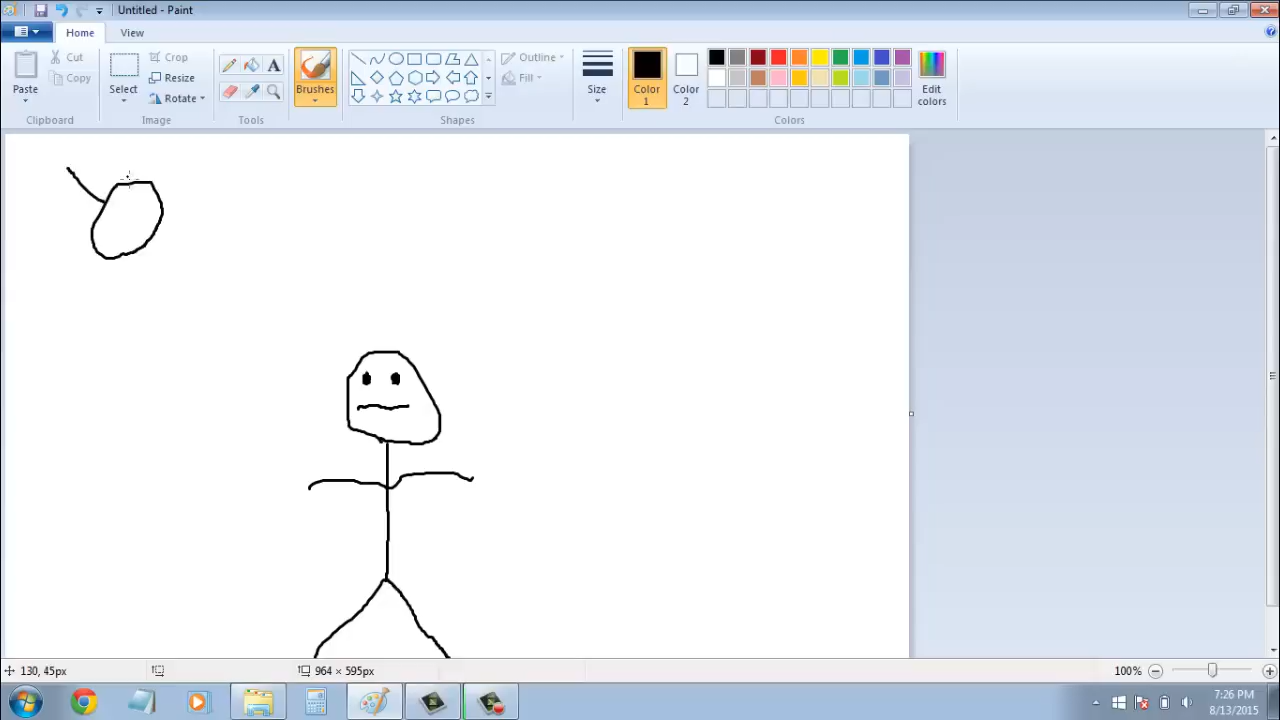 Untitled - Paint
Home View
Paste
Cut
Copy
Clipboard
Select
Crop
Resize
Rotate
Image
A
Tools
Brushes
Outline
Fill
Shapes
Size
Color 1
Color 2
Edit colors
Colors
130, 45px
964 × 595px
100%
7:26 PM
8/13/2015